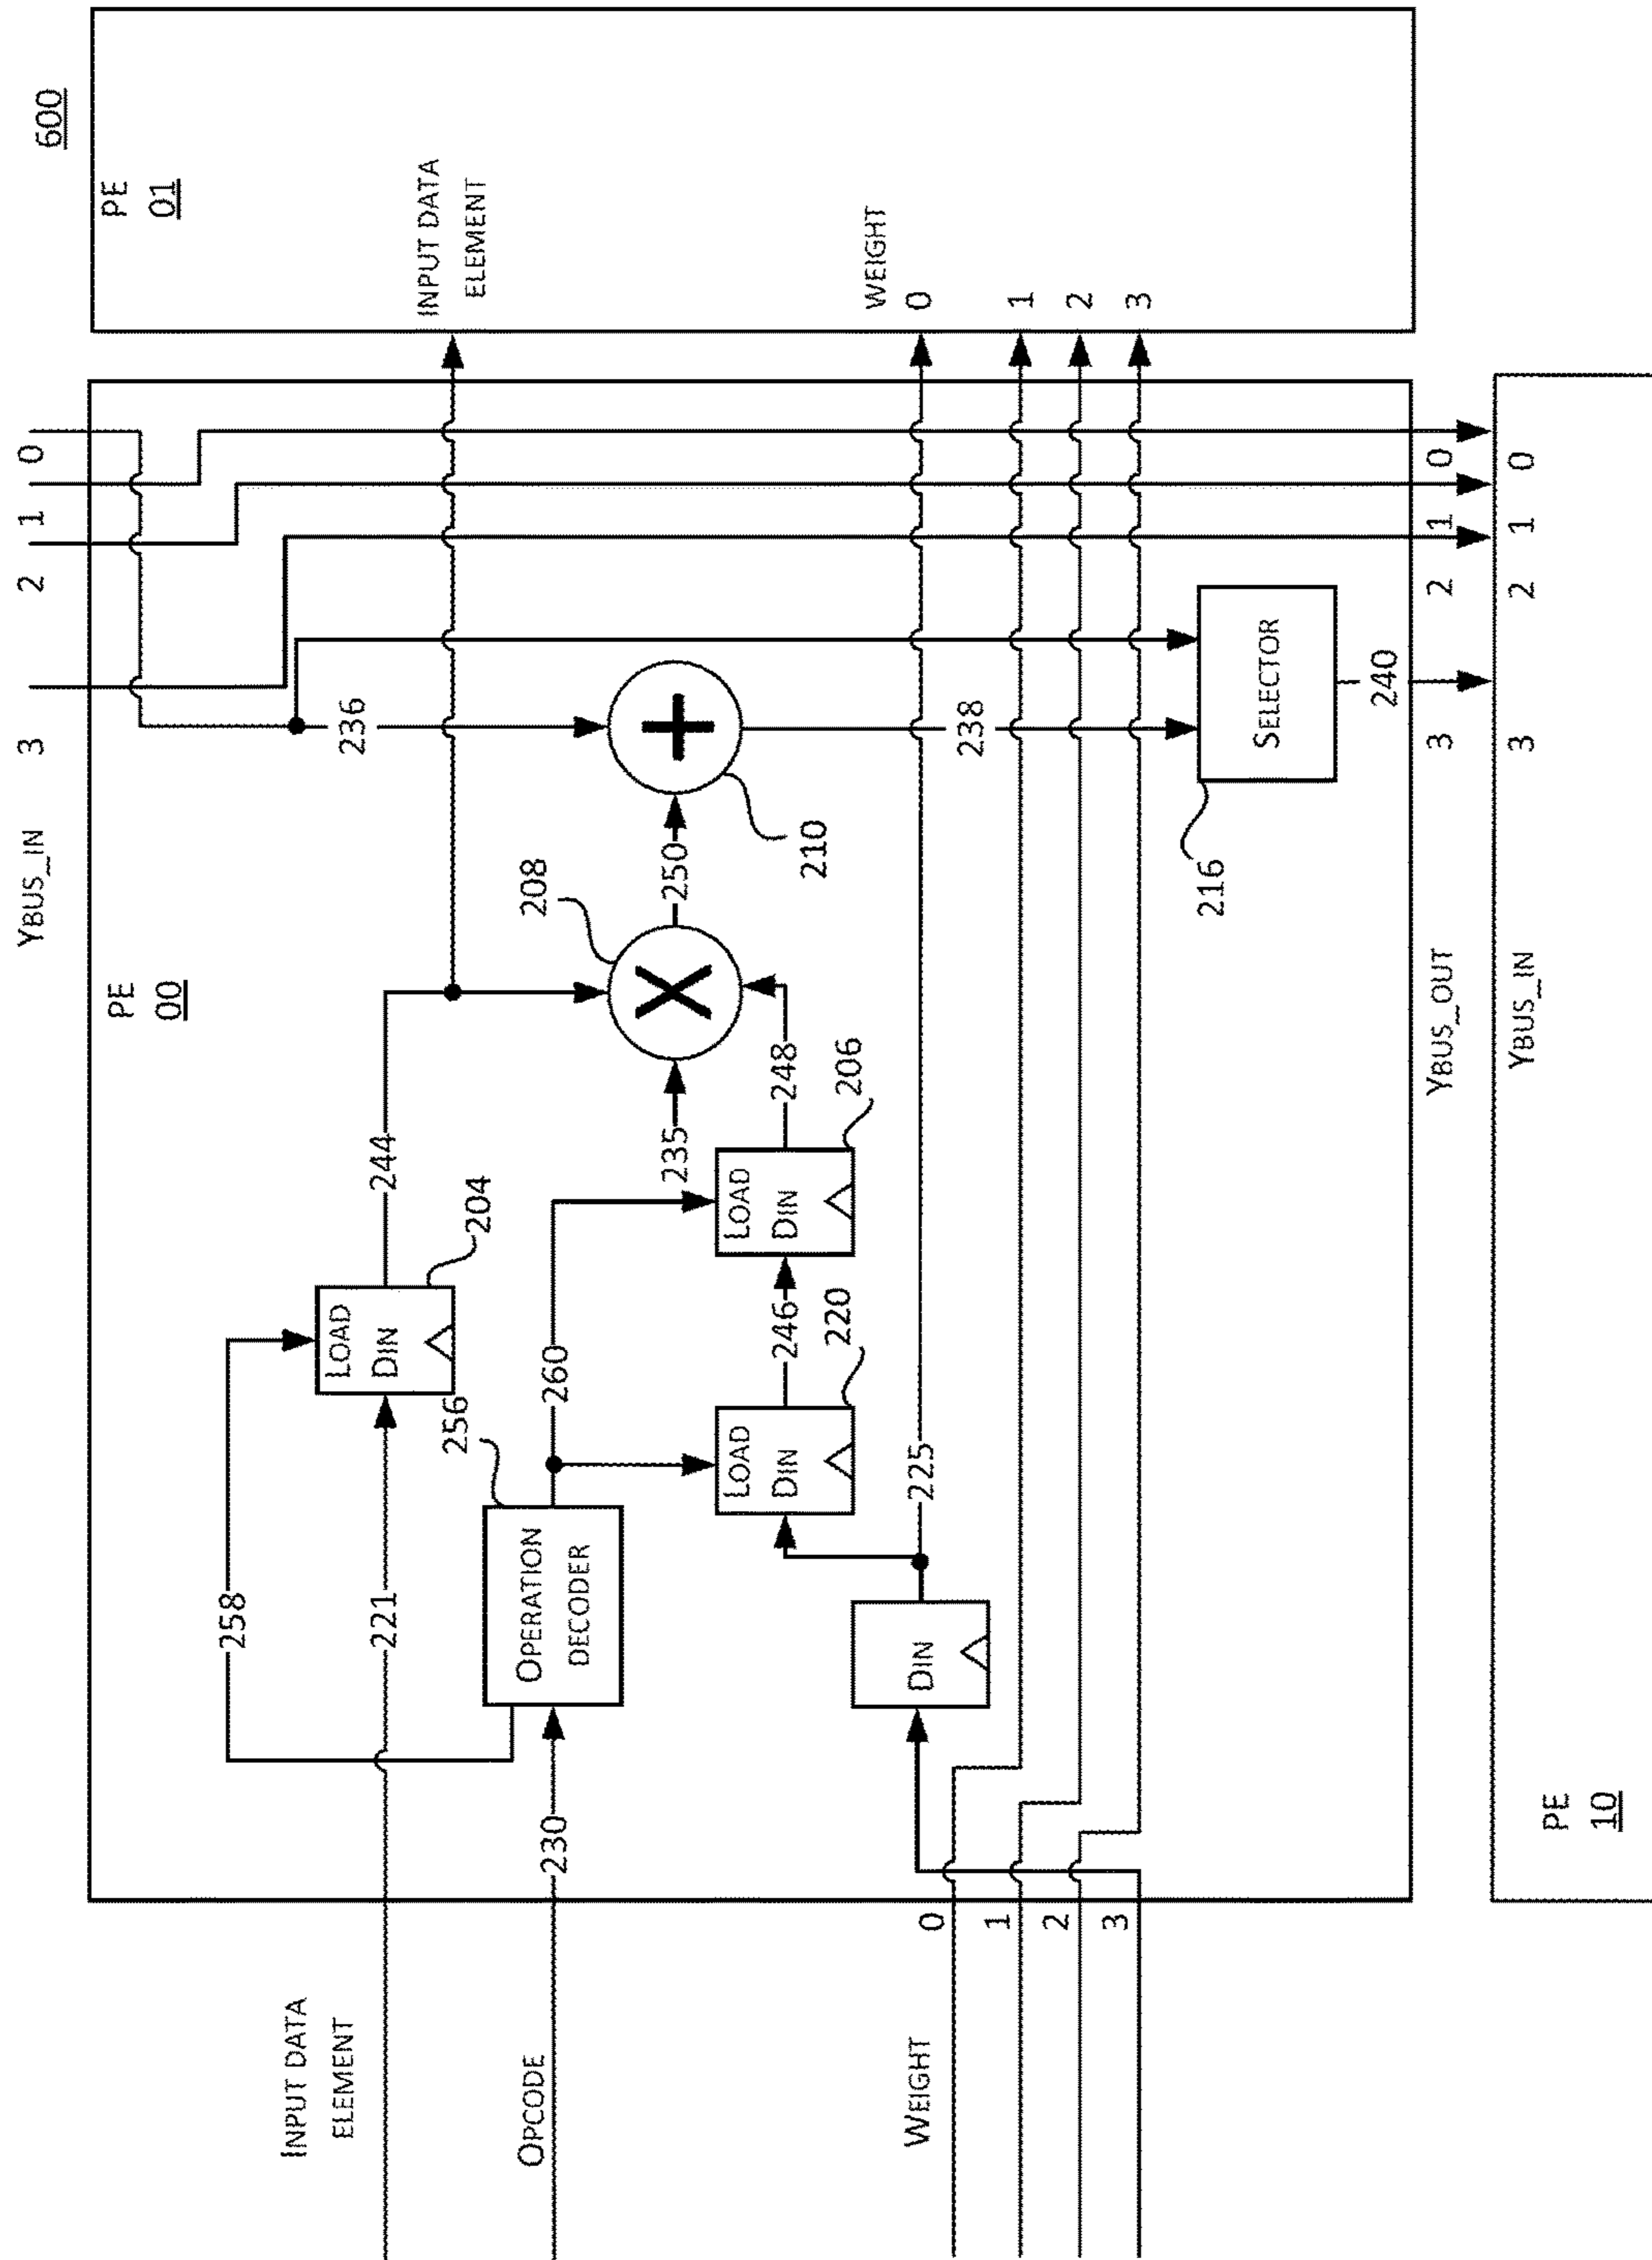 600
YBUS_IN 3 2 1 0
PE
00
PE
01
258
244
236
INPUT DATA
ELEMENT
221
LOAD
DIN
204
INPUT DATA
ELEMENT
256
208
OPCODE
230
OPERATION
DECODER
260
235
250
LOAD
DIN
246
LOAD
DIN
248
220
206
210
WEIGHT
0
1
2
3
WEIGHT
0
1
2
3
DIN
225
238
216
SELECTOR
240
YBUS_OUT 3 2 1 0
YBUS_IN 3 2 1 0
PE
10